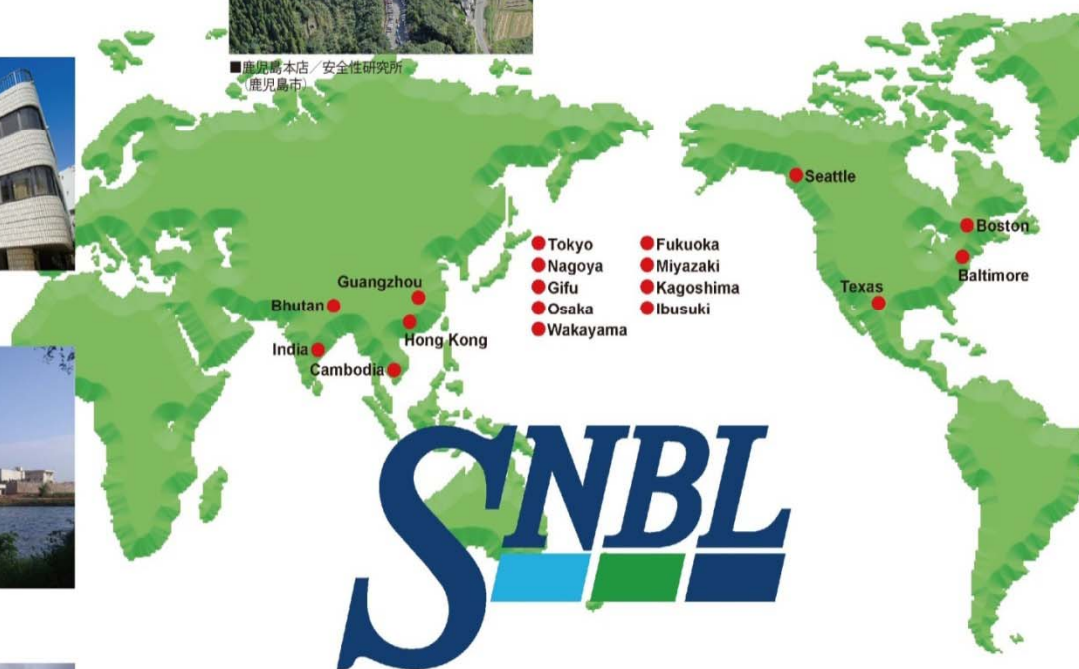 ■鹿児島本店／安全性研究所
（鹿児島市）
Seattle
Boston
Baltimore
Texas
Tokyo
Nagoya
Gifu
Osaka
Wakayama
Fukuoka
Miyazaki
Kagoshima
Ibusuki
Guangzhou
Bhutan
Hong Kong
India
Cambodia
SNBL